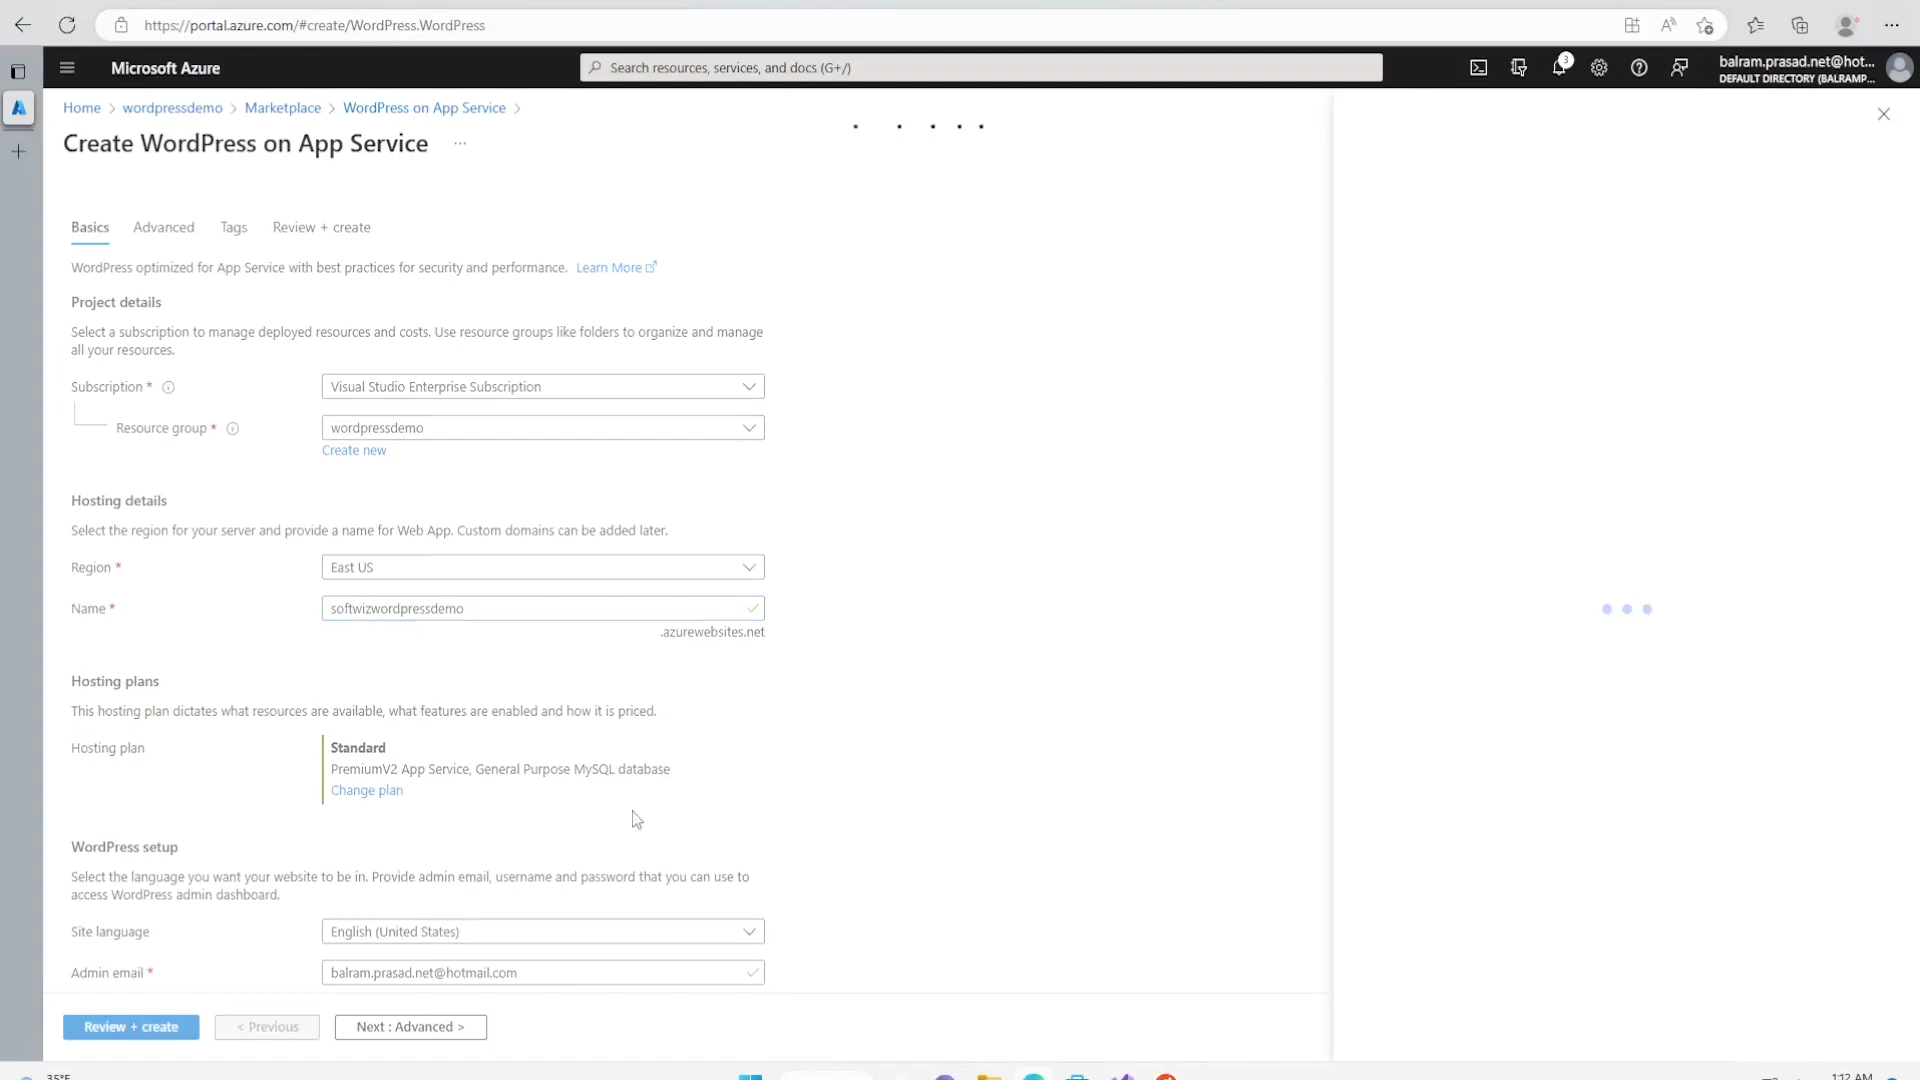 https://portal.azure.com/#create/WordPress.WordPress
Microsoft Azure
Search resources, services, and docs (G+/)
3
balram.prasad.net@hot...
DEFAULT DIRECTORY (BALRAMP...
Home > wordpressdemo > Marketplace > WordPress on App Service >
Create WordPress on App Service ...
Basics Advanced Tags Review + create
WordPress optimized for App Service with best practices for security and performance. Learn More
Project details
Select a subscription to manage deployed resources and costs. Use resource groups like folders to organize and manage
all your resources.
Subscription * Visual Studio Enterprise Subscription
Resource group * wordpressdemo
Create new
Hosting details
Select the region for your server and provide a name for Web App. Custom domains can be added later.
Region * East US
Name * softwizwordpressdemo
.azurewebsites.net
Hosting plans
This hosting plan dictates what resources are available, what features are enabled and how it is priced.
Hosting plan Standard
PremiumV2 App Service, General Purpose MySQL database
Change plan
WordPress setup
Select the language you want your website to be in. Provide admin email, username and password that you can use to
access WordPress admin dashboard.
Site language English (United States)
Admin email * balram.prasad.net@hotmail.com
Review + create < Previous Next : Advanced >
35°F
1:12 AM